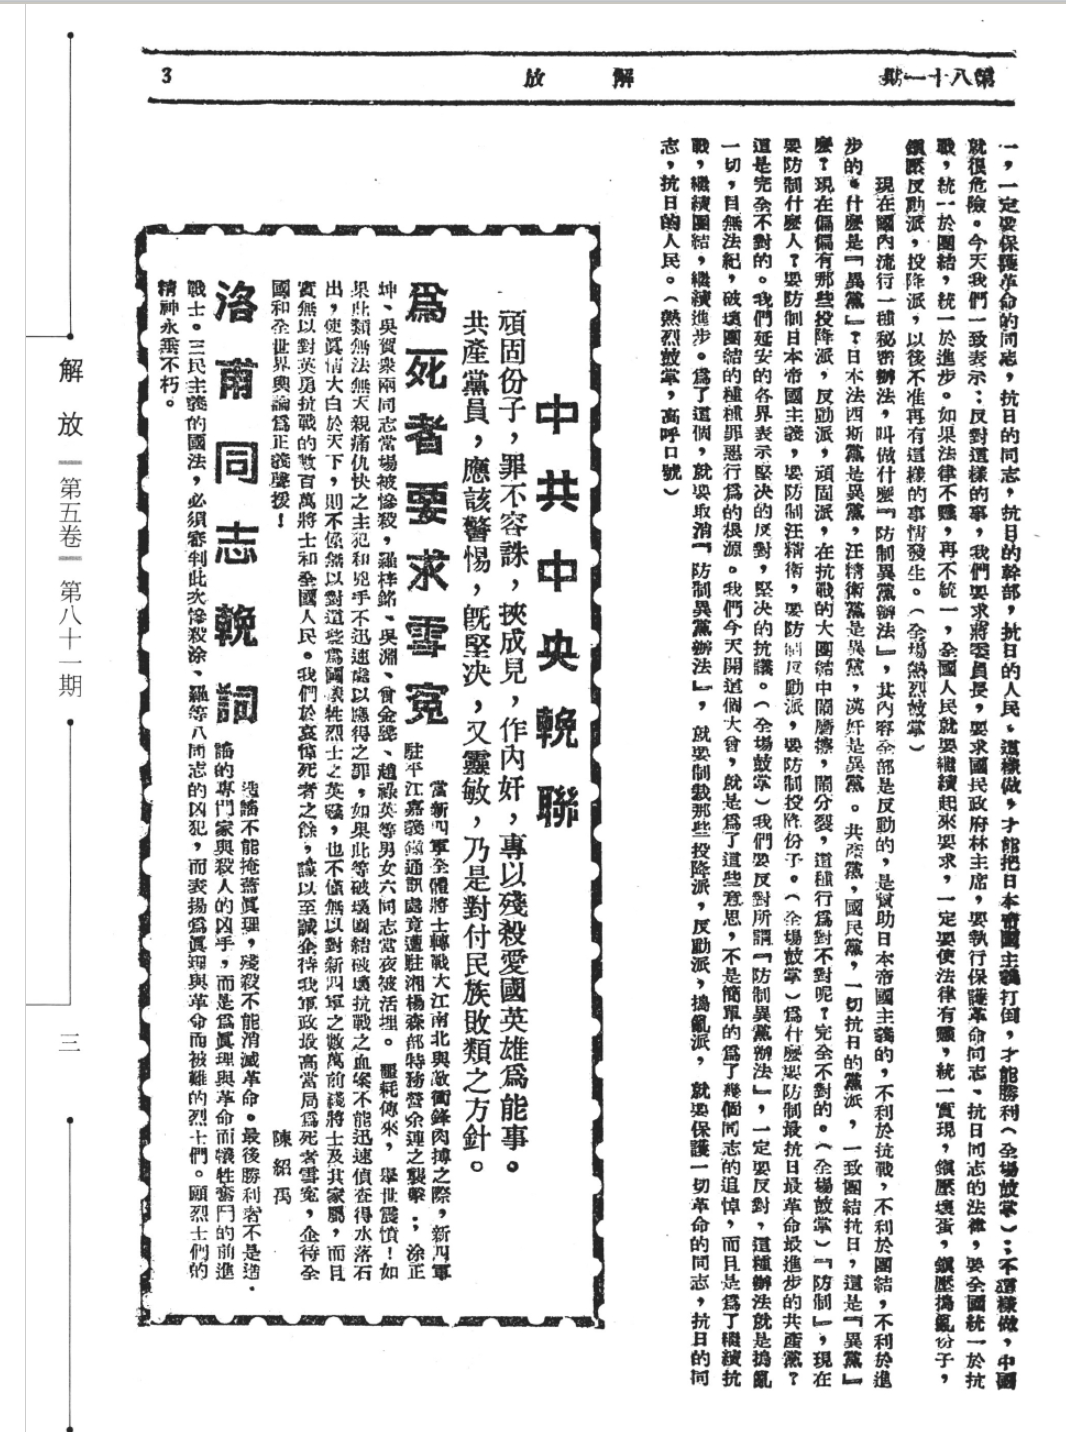 第八十一期
解放
3
一，一定要保護革命的同志，抗日的同志，抗日的幹部，抗日的人民。這樣做，才能把日本帝國主義打倒，才能勝利（全場鼓掌）；不這樣做，中國
就很危險。今天我們一致表示：反對這樣的事，我們要求蔣委員長，要求國民政府林主席，要執行保護革命同志、抗日同志的法律，要全國統一於抗
戰，統一於團結，統一於進步。如果法律不驗，再不統一，全國人民就要繼續起來要求，一定要使法律有驗，統一實現，鎮壓壞蛋，鎮壓搗亂份子，
鎮壓反動派，投降派，以後不准再有這樣的事情發生。（全場熱烈鼓掌）
現在國內流行一種秘密辦法，叫做什麼『防制異黨辦法』，其內容全部是反動的，是幫助日本帝國主義的，不利於抗戰，不利於團結，不利於進
步的。什麼是『異黨』？日本法西斯黨是異黨，汪精衛黨是異黨，漢奸是異黨。共產黨，國民黨，一切抗日的黨派，一致團結抗日，這是『異黨』
麼？現在偏偏有那些投降派，反動派，頑固派，在抗戰的大團結中鬧磨擦，鬧分裂，這種行為對不對呢？完全不對的。（全場鼓掌）『防制』，現在
要防制什麼人？要防制日本帝國主義，要防制汪精衛，要防制反動派，要防制投降份子。（全場鼓掌）爲什麼要防制最抗日最革命最進步的共產黨？
這是完全不對的。我們延安的各界表示堅決的反對，堅決的抗議。（全場鼓掌）我們要反對所謂『防制異黨辦法』，一定要反對，這種辦法就是搗亂
一切，目無法紀，破壞團結的種種罪惡行爲的根源。我們今天開這個大會，就是爲了這些意思，不是簡單的爲了幾個同志的追悼，而且是爲了繼續抗
戰，繼續團結，繼續進步。爲了這個，就要取消『防制異黨辦法』，就要制裁那些投降派，反動派，搗亂派，就要保護一切革命的同志，抗日的同
志，抗日的人民。（熱烈鼓掌，高呼口號）
中共中央輓聯
頑固份子，罪不容誅，挾成見，作內奸，專以殘殺愛國英雄爲能事。
共產黨員，應該警惕，旣堅决，又靈敏，乃是對付民族敗類之方針。
爲死者要求雪冤
當新四軍全體將士轉戰大江南北與敵衝鋒肉搏之際，新四軍
駐平江嘉義鎮通訊處竟遭駐湘楊森部特務營余連之襲擊；涂正
坤、吳賀衆兩同志當場被慘殺，羅梓銘、吳淵、曾金聲、趙祿英等男女六同志當夜被活埋。噩耗傳來，舉世震憤！如
果此類無法無天親痛仇快之主犯和兇手不迅速處以應得之罪，如果此等破壞團結破壞抗戰之血案不能迅速偵查得水落石
出，使眞情大白於天下，則不僅無以對這些爲國犧牲烈士之英魂，也不僅無以對新四軍之數萬前綫將士及其家屬，而且
實無以對英勇抗戰的數百萬將士和全國人民。我們於哀悼死者之餘，謹以至誠企待我軍政最高當局爲死者雪冤，企待全
國和全世界輿論爲正義聲援！
陳紹禹
洛甫同志輓詞
造謠不能掩蓋眞理，殘殺不能消滅革命。最後勝利者不是造
謠的專門家與殺人的凶手，而是爲眞理與革命而犧牲奮鬥的前進
戰士。三民主義的國法，必須審判此次慘殺涂、羅等八同志的凶犯，而表揚爲眞理與革命而被難的烈士們。願烈士們的
精神永垂不朽。
解放
第五卷
第八十一期
三